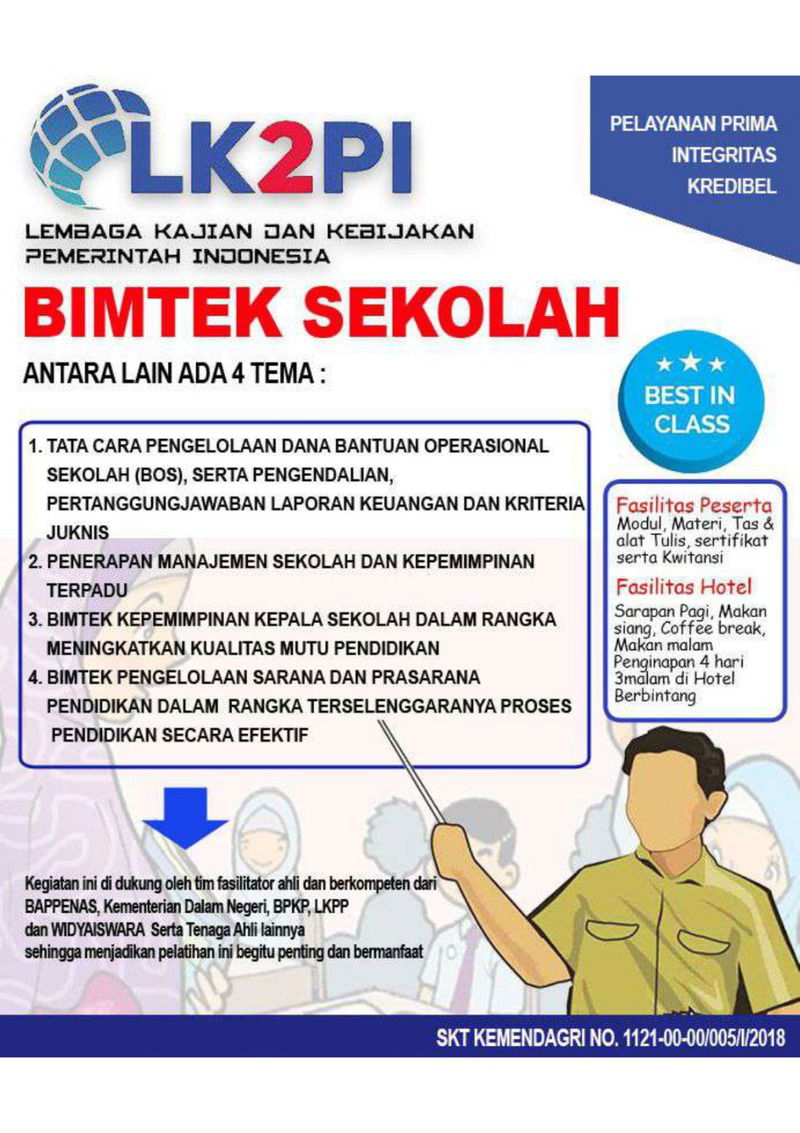 LK2PI
LEMBAGA KAJIAN DAN KEBIJAKAN
PEMERINTAH INDONESIA
PELAYANAN PRIMA
INTEGRITAS
KREDIBEL
BIMTEK SEKOLAH
ANTARA LAIN ADA 4 TEMA :
BEST IN
CLASS
1. TATA CARA PENGELOLAAN DANA BANTUAN OPERASIONAL
SEKOLAH (BOS), SERTA PENGENDALIAN,
PERTANGGUNGJAWABAN LAPORAN KEUANGAN DAN KRITERIA
JUKNIS
2. PENERAPAN MANAJEMEN SEKOLAH DAN KEPEMIMPINAN
TERPADU
3. BIMTEK KEPEMIMPINAN KEPALA SEKOLAH DALAM RANGKA
MENINGKATKAN KUALITAS MUTU PENDIDIKAN
4. BIMTEK PENGELOLAAN SARANA DAN PRASARANA
PENDIDIKAN DALAM RANGKA TERSELENGGARANYA PROSES
PENDIDIKAN SECARA EFEKTIF
Fasilitas Peserta
Modul, Materi, Tas &
alat Tulis, sertifikat
serta Kwitansi
Fasilitas Hotel
Sarapan Pagi, Makan
siang, Coffee break,
Makan malam
Penginapan 4 hari
3malam di Hotel
Berbintang
Kegiatan ini di dukung oleh tim fasilitator ahli dan berkompeten dari
BAPPENAS, Kementerian Dalam Negeri, BPKP, LKPP
dan WIDYAISWARA Serta Tenaga Ahli lainnya
sehingga menjadikan pelatihan ini begitu penting dan bermanfaat
SKT KEMENDAGRI NO. 1121-00-00/005/I/2018